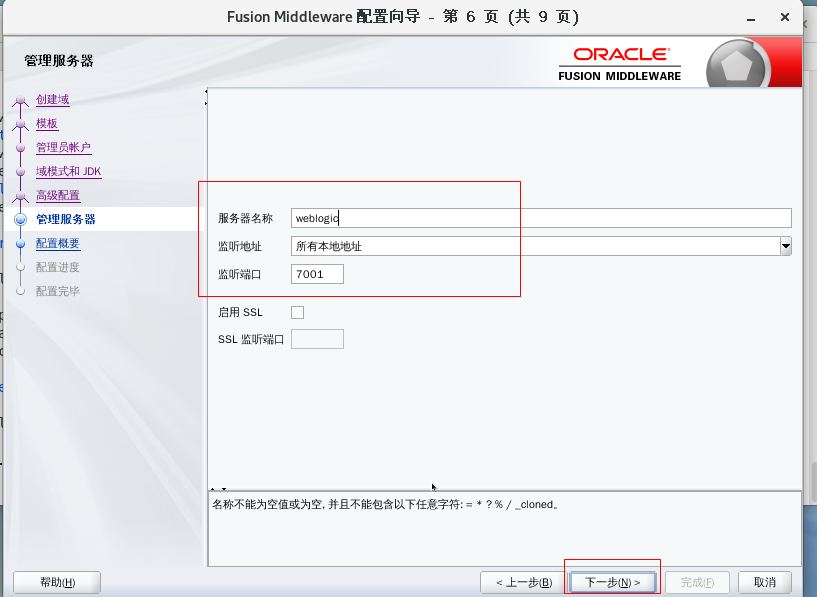 Fusion Middleware 配置向导 - 第 6 页 (共 9 页)
管理服务器
ORACLE
FUSION MIDDLEWARE
创建域
模板
管理员帐户
域模式和 JDK
高级配置
管理服务器
配置概要
配置进度
配置完毕
服务器名称 weblogic
监听地址 所有本地地址
监听端口 7001
启用 SSL
SSL 监听端口
名称不能为空值或为空, 并且不能包含以下任意字符: = * ? % / _cloned。
帮助(H) < 上一步(B) 下一步(N) > 完成(F) 取消